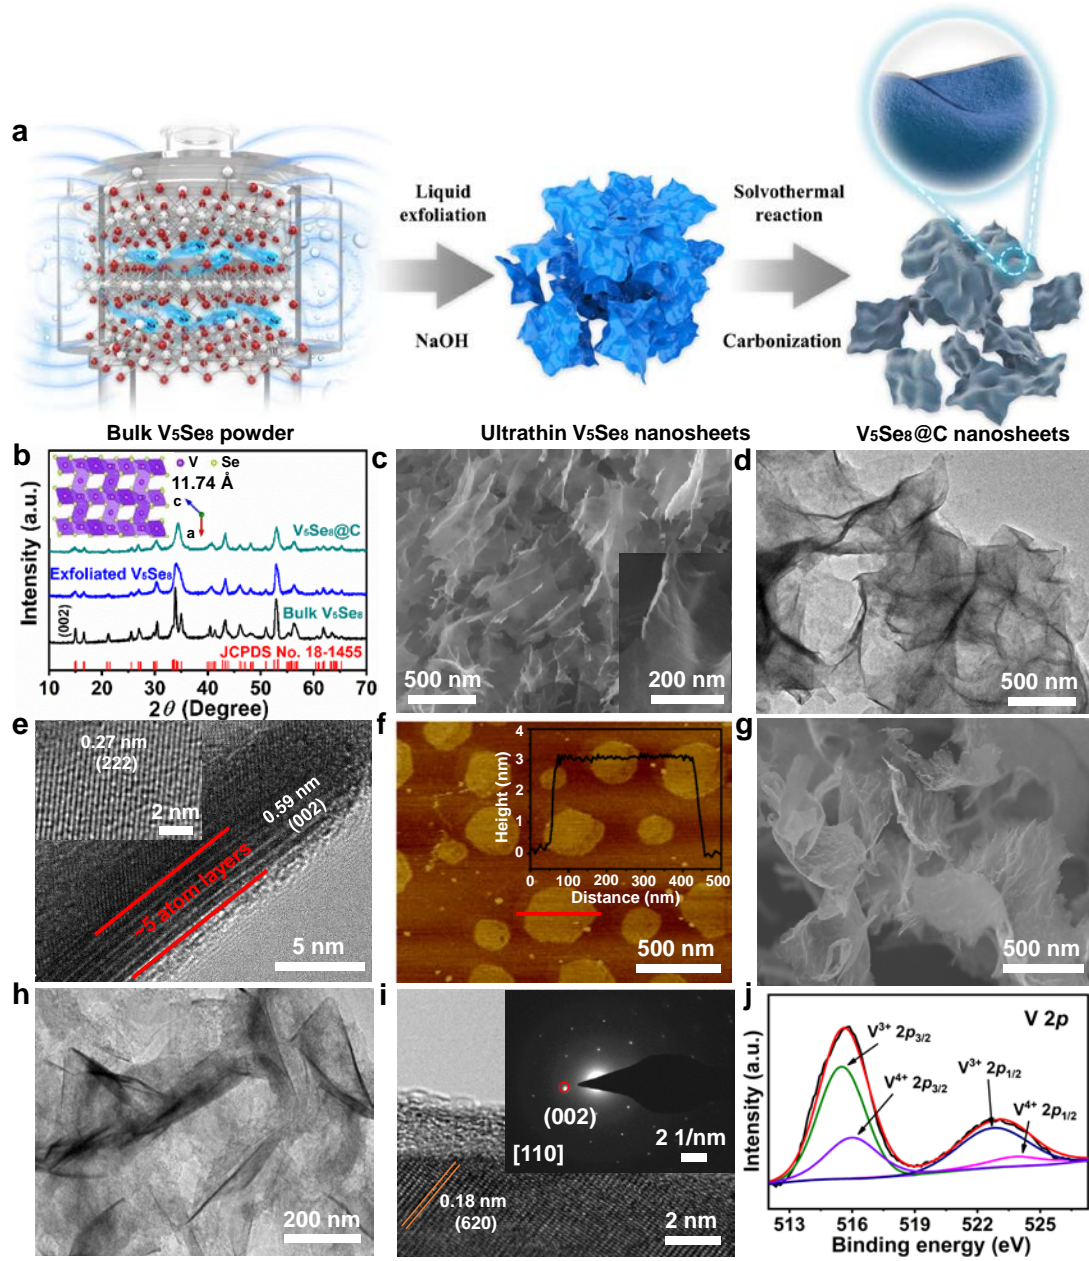 a
Liquid
exfoliation
NaOH
Solvothermal
reaction
Carbonization
Bulk V₅Se₈ powder
Ultrathin V₅Se₈ nanosheets
V₅Se₈@C nanosheets
b
V
Se
11.74 Å
c
a
V₅Se₈@C
Exfoliated V₅Se₈
Bulk V₅Se₈
(002)
JCPDS No. 18-1455
Intensity (a.u.)
10 20 30 40 50 60 70
2θ (Degree)
c
500 nm
200 nm
d
500 nm
e
0.27 nm
(222)
2 nm
0.59 nm
(002)
~5 atom layers
5 nm
f
4
3
2
1
0
Height (nm)
0 100 200 300 400 500
Distance (nm)
500 nm
g
500 nm
h
200 nm
i
(002)
[110]
2 1/nm
0.18 nm
(620)
2 nm
j
V 2p
V³⁺ 2p₃/₂
V⁴⁺ 2p₃/₂
V³⁺ 2p₁/₂
V⁴⁺ 2p₁/₂
Intensity (a.u.)
513 516 519 522 525
Binding energy (eV)